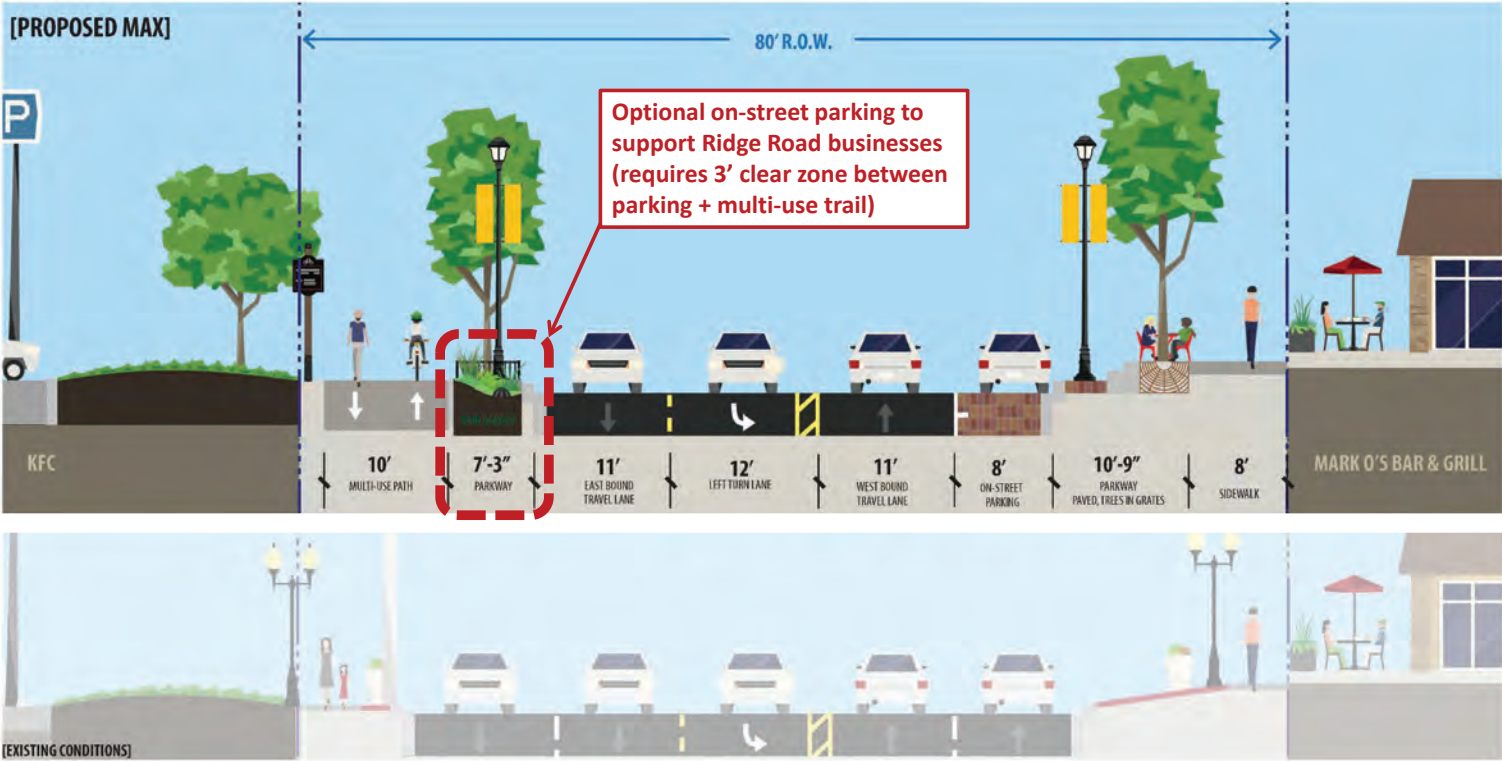 [PROPOSED MAX]
80' R.O.W.
P
Optional on-street parking to
support Ridge Road businesses
(requires 3' clear zone between
parking + multi-use trail)
KFC
10'
MULTI-USE PATH
7'-3"
PARKWAY
11'
EAST BOUND
TRAVEL LANE
12'
LEFT TURN LANE
11'
WEST BOUND
TRAVEL LANE
8'
ON-STREET
PARKING
10'-9"
PARKWAY
PAVED, TREES IN GRATES
8'
SIDEWALK
MARK O'S BAR & GRILL
[EXISTING CONDITIONS]